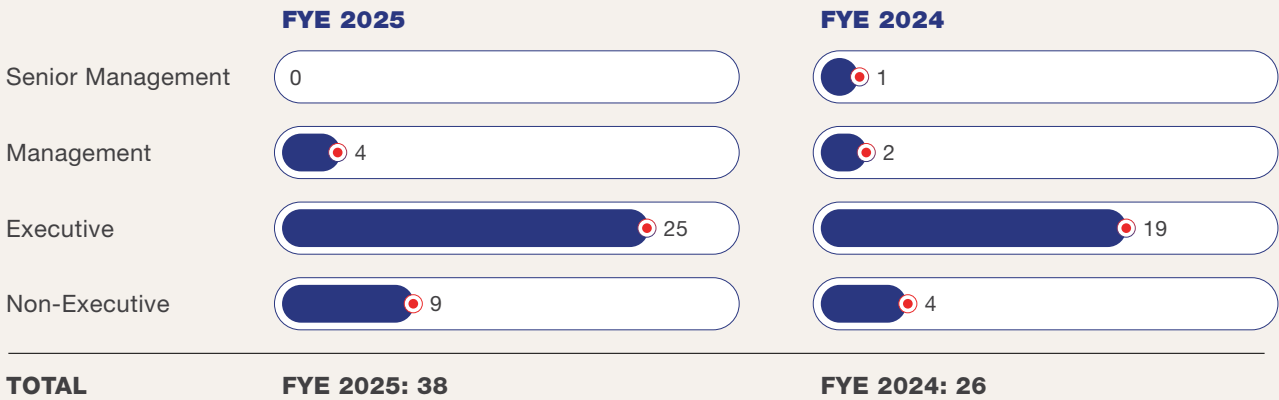 FYE 2025 FYE 2024
Senior Management 0 1
Management 4 2
Executive 25 19
Non-Executive 9 4
TOTAL FYE 2025: 38 FYE 2024: 26